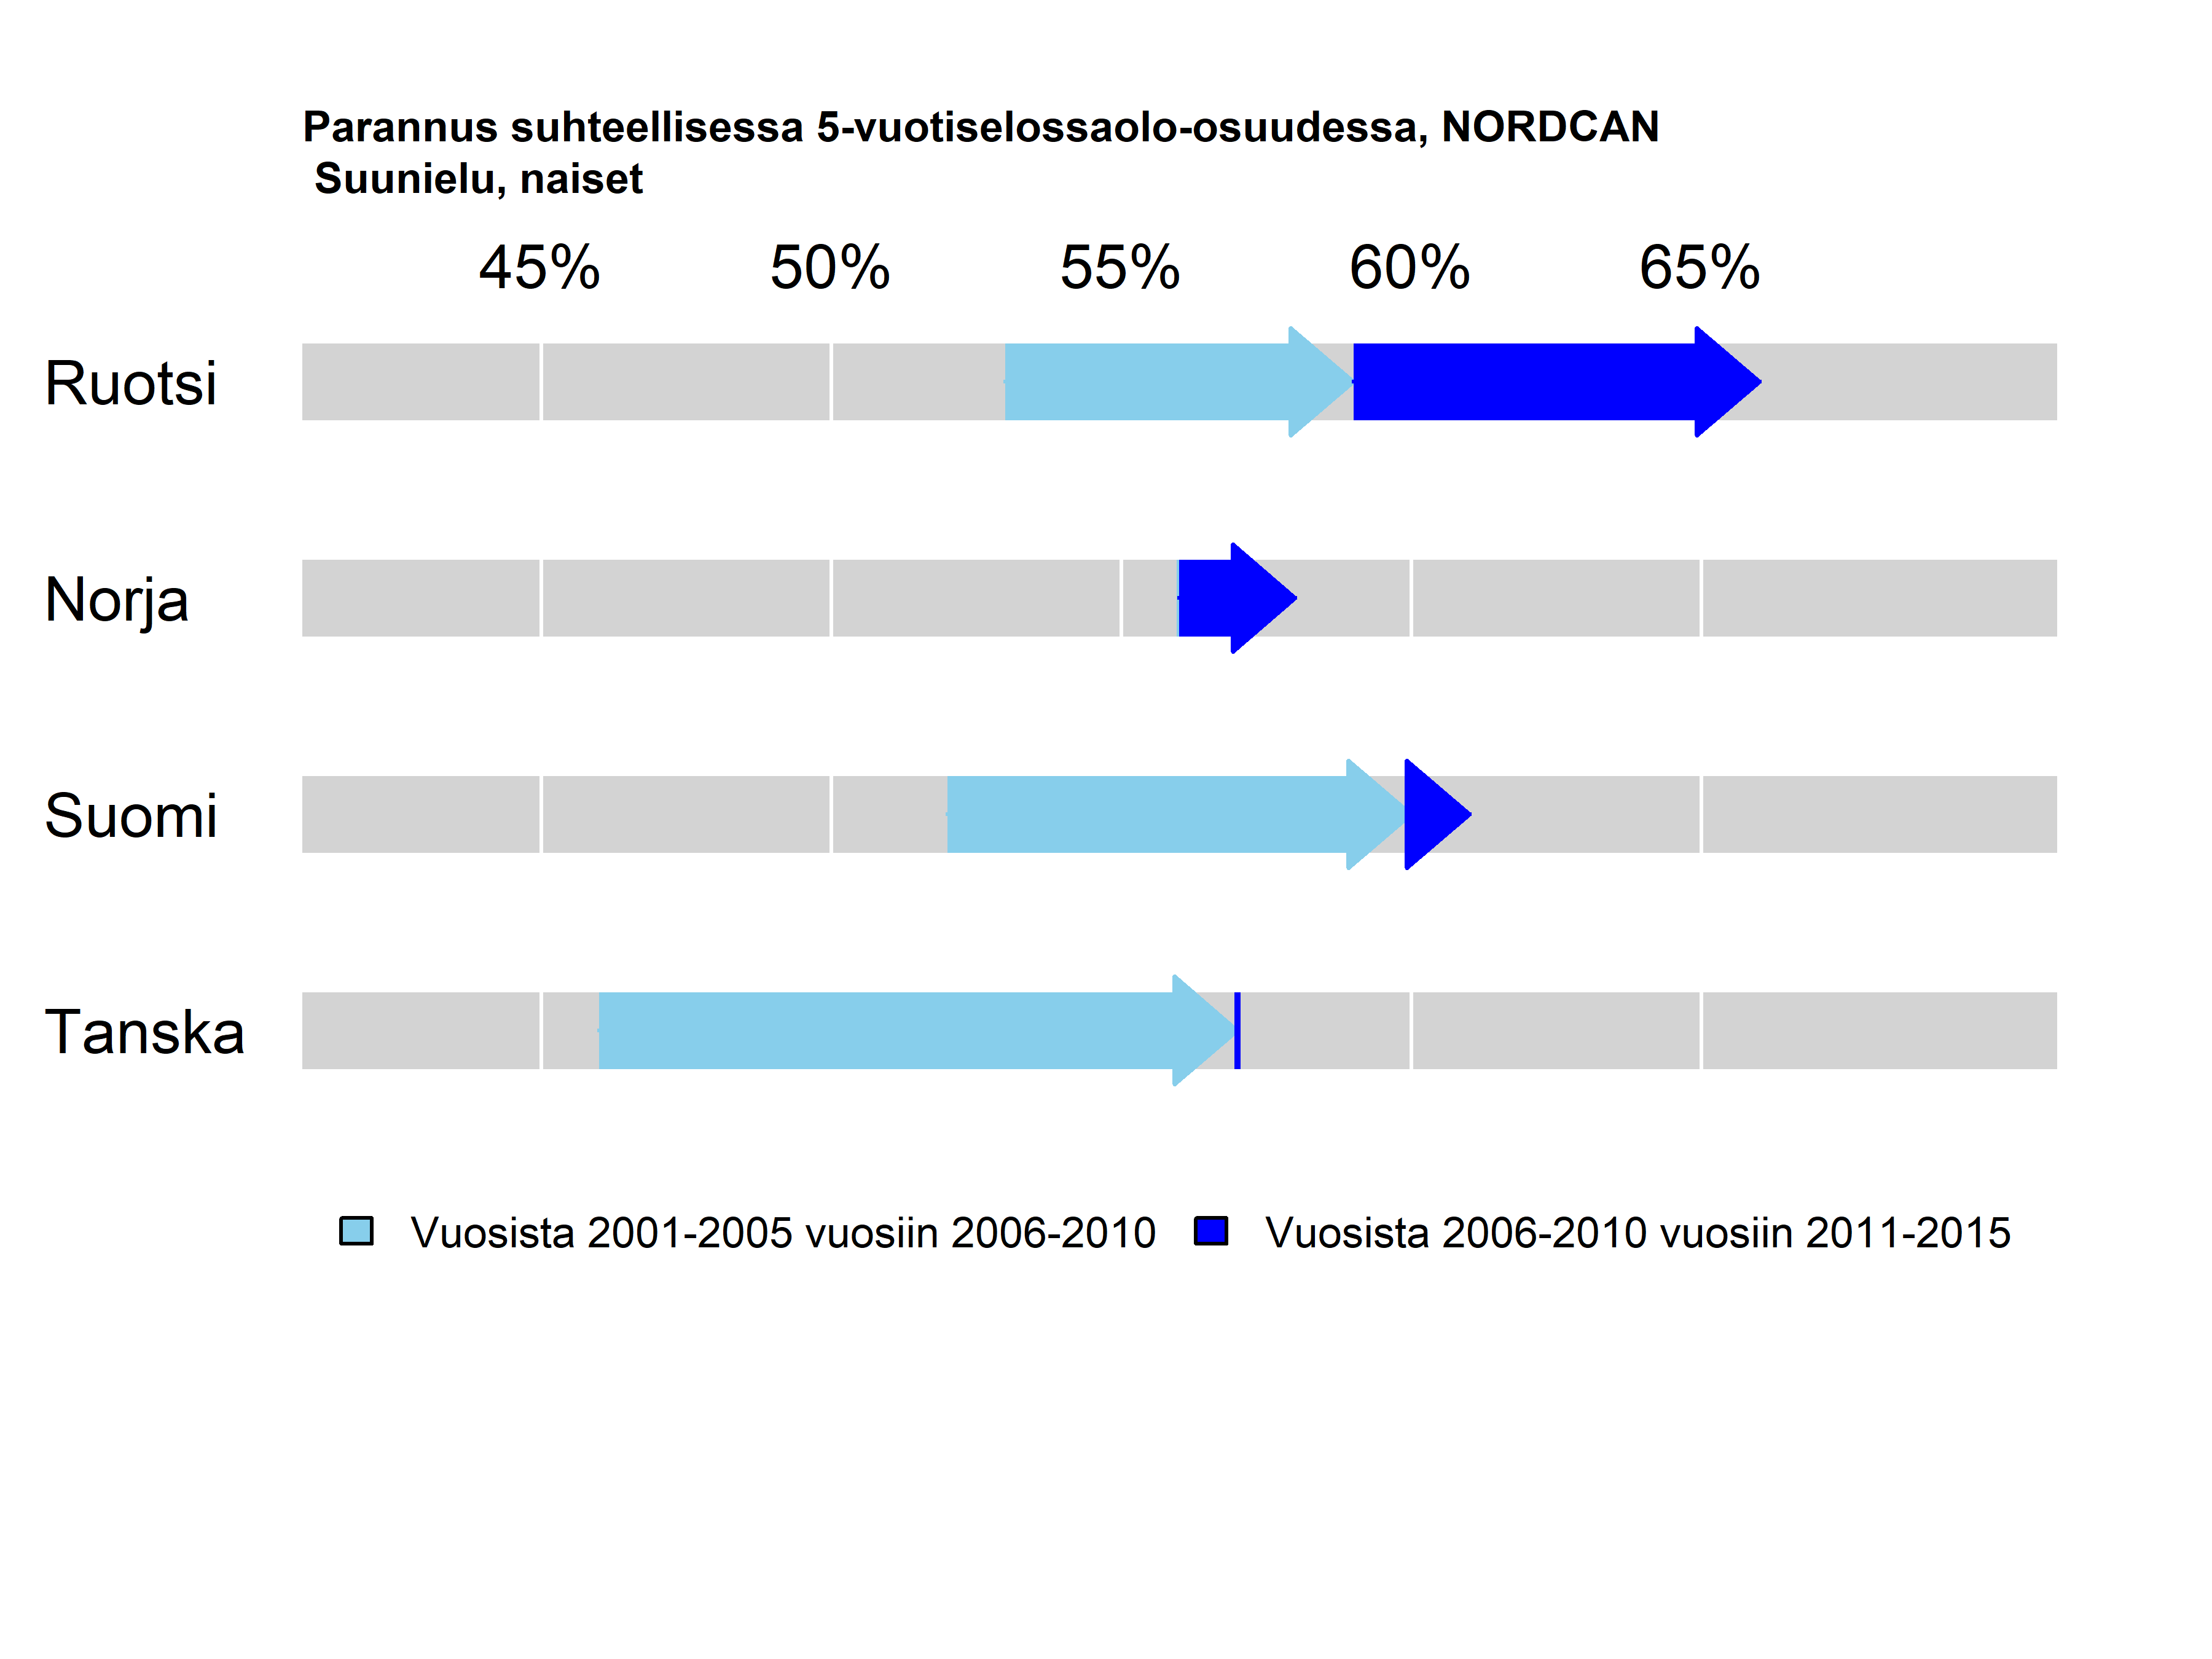 Parannus suhteellisessa 5-vuotiselossaolo-osuudessa, NORDCAN
Suunielu, naiset
45% 50% 55% 60% 65%
Ruotsi
Norja
Suomi
Tanska
Vuosista 2001-2005 vuosiin 2006-2010 Vuosista 2006-2010 vuosiin 2011-2015